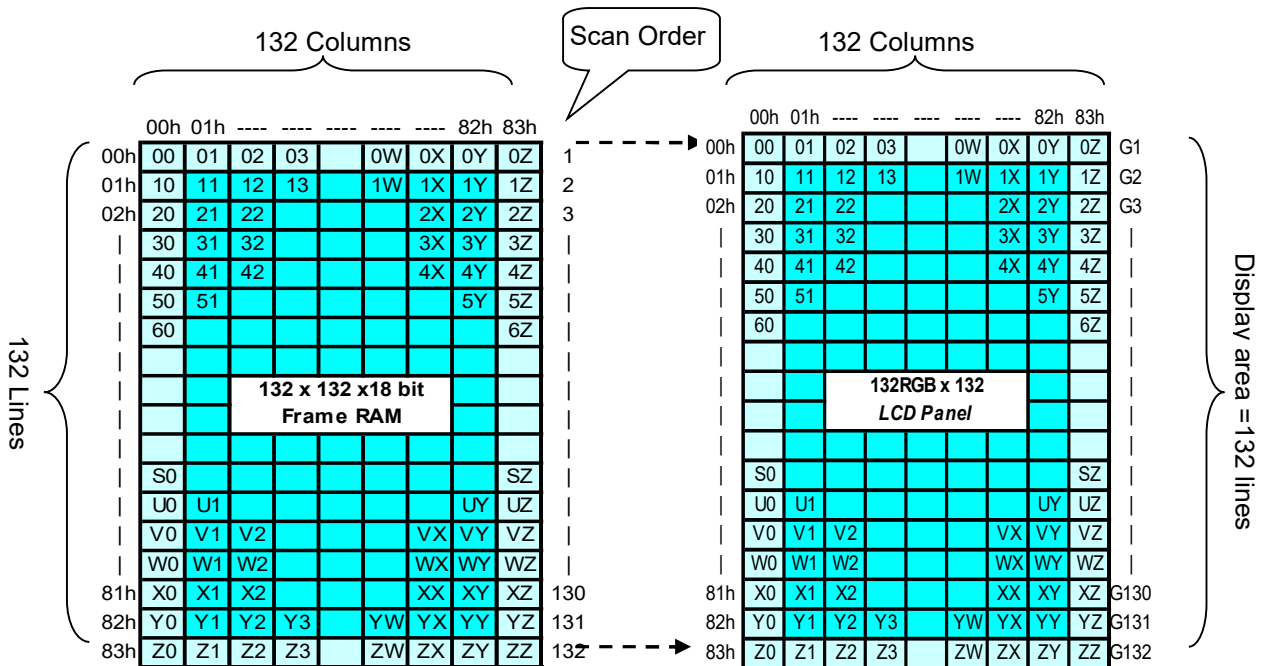 132 Columns
Scan Order
132 Columns
00h 01h ---- ---- ---- ---- ---- 82h 83h
00h 01h ---- ---- ---- ---- ---- 82h 83h
00h 00 01 02 03 0W 0X 0Y 0Z 1
00h 00 01 02 03 0W 0X 0Y 0Z G1
01h 10 11 12 13 1W 1X 1Y 1Z 2
01h 10 11 12 13 1W 1X 1Y 1Z G2
02h 20 21 22 2X 2Y 2Z 3
02h 20 21 22 2X 2Y 2Z G3
30 31 32 3X 3Y 3Z
30 31 32 3X 3Y 3Z
40 41 42 4X 4Y 4Z
40 41 42 4X 4Y 4Z
50 51 5Y 5Z
50 51 5Y 5Z
60 6Z
60 6Z
132 Lines
132 x 132 x18 bit
Frame RAM
132RGB x 132
LCD Panel
Display area = 132 lines
S0 SZ
S0 SZ
U0 U1 UY UZ
U0 U1 UY UZ
V0 V1 V2 VX VY VZ
V0 V1 V2 VX VY VZ
W0 W1 W2 WX WY WZ
W0 W1 W2 WX WY WZ
81h X0 X1 X2 XX XY XZ 130
81h X0 X1 X2 XX XY XZ G130
82h Y0 Y1 Y2 Y3 YW YX YY YZ 131
82h Y0 Y1 Y2 Y3 YW YX YY YZ G131
83h Z0 Z1 Z2 Z3 ZW ZX ZY ZZ 132
83h Z0 Z1 Z2 Z3 ZW ZX ZY ZZ G132